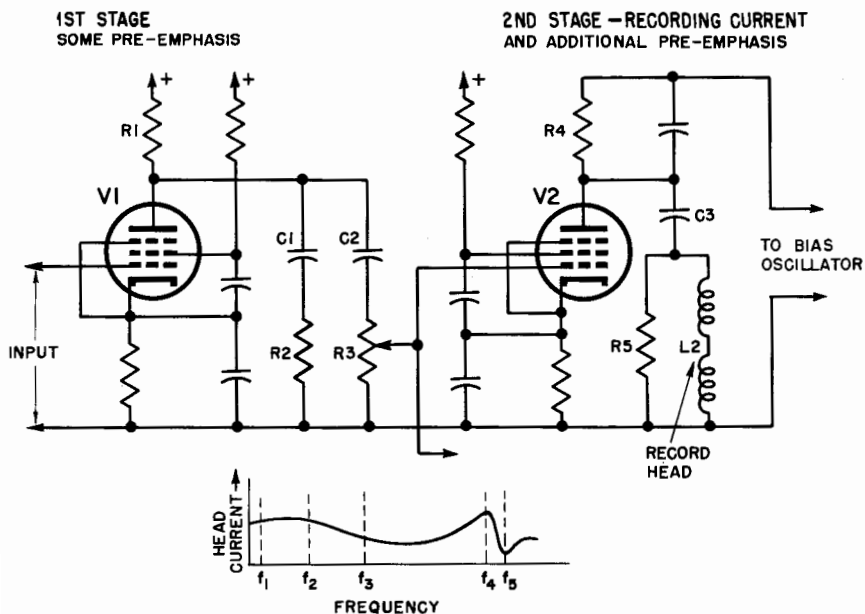 1ST STAGE
SOME PRE-EMPHASIS
2ND STAGE — RECORDING CURRENT
AND ADDITIONAL PRE-EMPHASIS
+
+
+
R1
R4
V1
V2
C1
C2
C3
TO BIAS
OSCILLATOR
INPUT
R2
R3
R5
L2
RECORD
HEAD
HEAD
CURRENT
f1
f2
f3
f4
f5
FREQUENCY